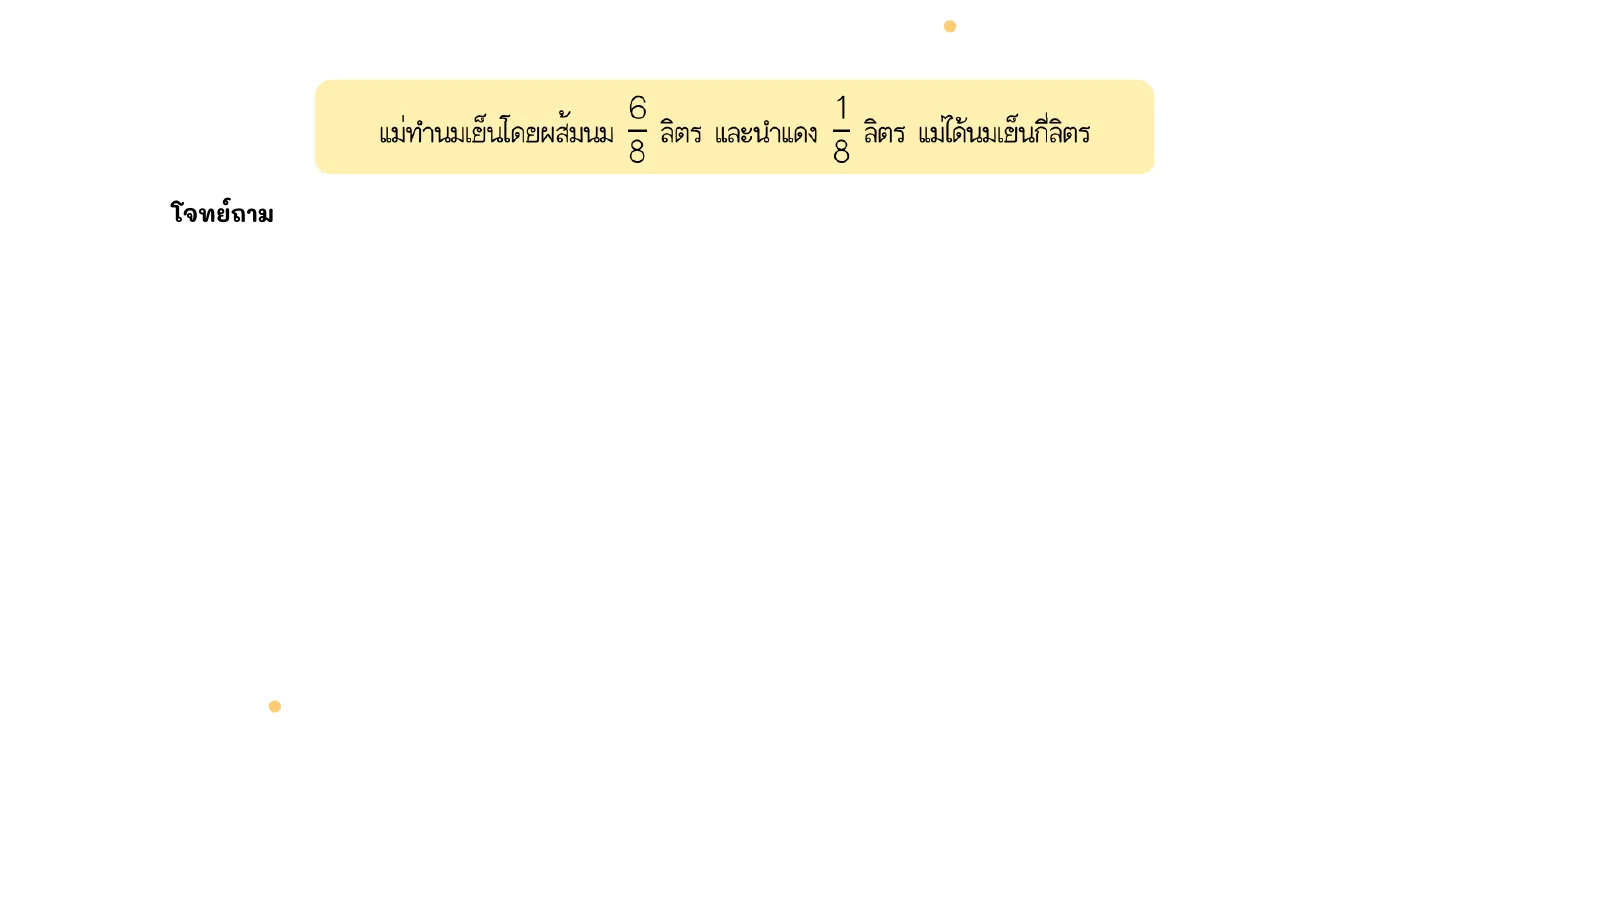 แม่ทำนมเย็นโดยผส้มนม 6/8 ลิตร และนำแดง 1/8 ลิตร แม่ได้นมเย็นกี่ลิตร
โจทย์ถาม